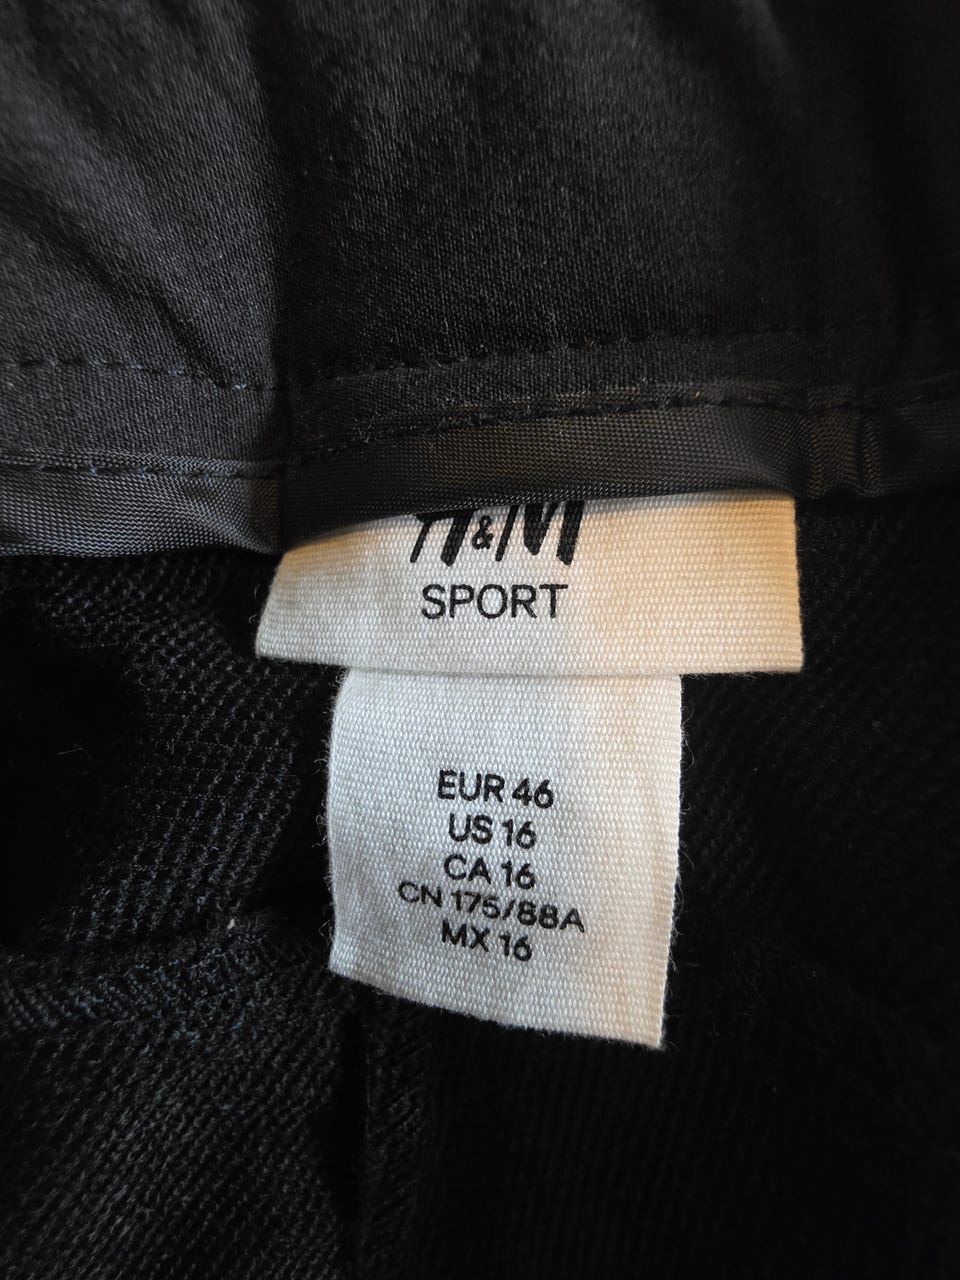 H&M
SPORT
EUR 46
US 16
CA 16
CN 175/88A
MX 16